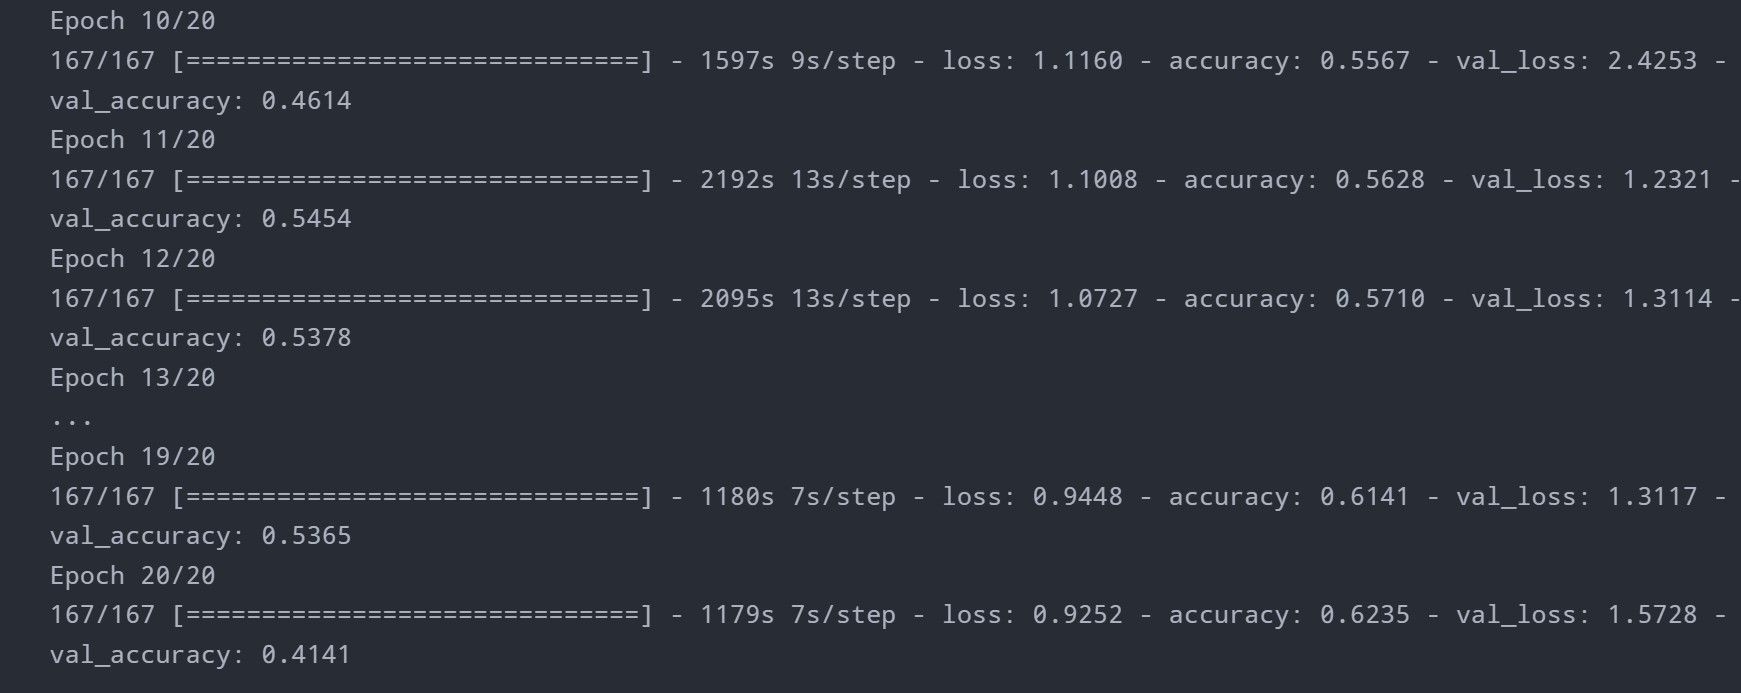 Epoch 10/20
167/167 [==============================] - 1597s 9s/step - loss: 1.1160 - accuracy: 0.5567 - val_loss: 2.4253 -
val_accuracy: 0.4614
Epoch 11/20
167/167 [==============================] - 2192s 13s/step - loss: 1.1008 - accuracy: 0.5628 - val_loss: 1.2321 -
val_accuracy: 0.5454
Epoch 12/20
167/167 [==============================] - 2095s 13s/step - loss: 1.0727 - accuracy: 0.5710 - val_loss: 1.3114 -
val_accuracy: 0.5378
Epoch 13/20
...
Epoch 19/20
167/167 [==============================] - 1180s 7s/step - loss: 0.9448 - accuracy: 0.6141 - val_loss: 1.3117 -
val_accuracy: 0.5365
Epoch 20/20
167/167 [==============================] - 1179s 7s/step - loss: 0.9252 - accuracy: 0.6235 - val_loss: 1.5728 -
val_accuracy: 0.4141